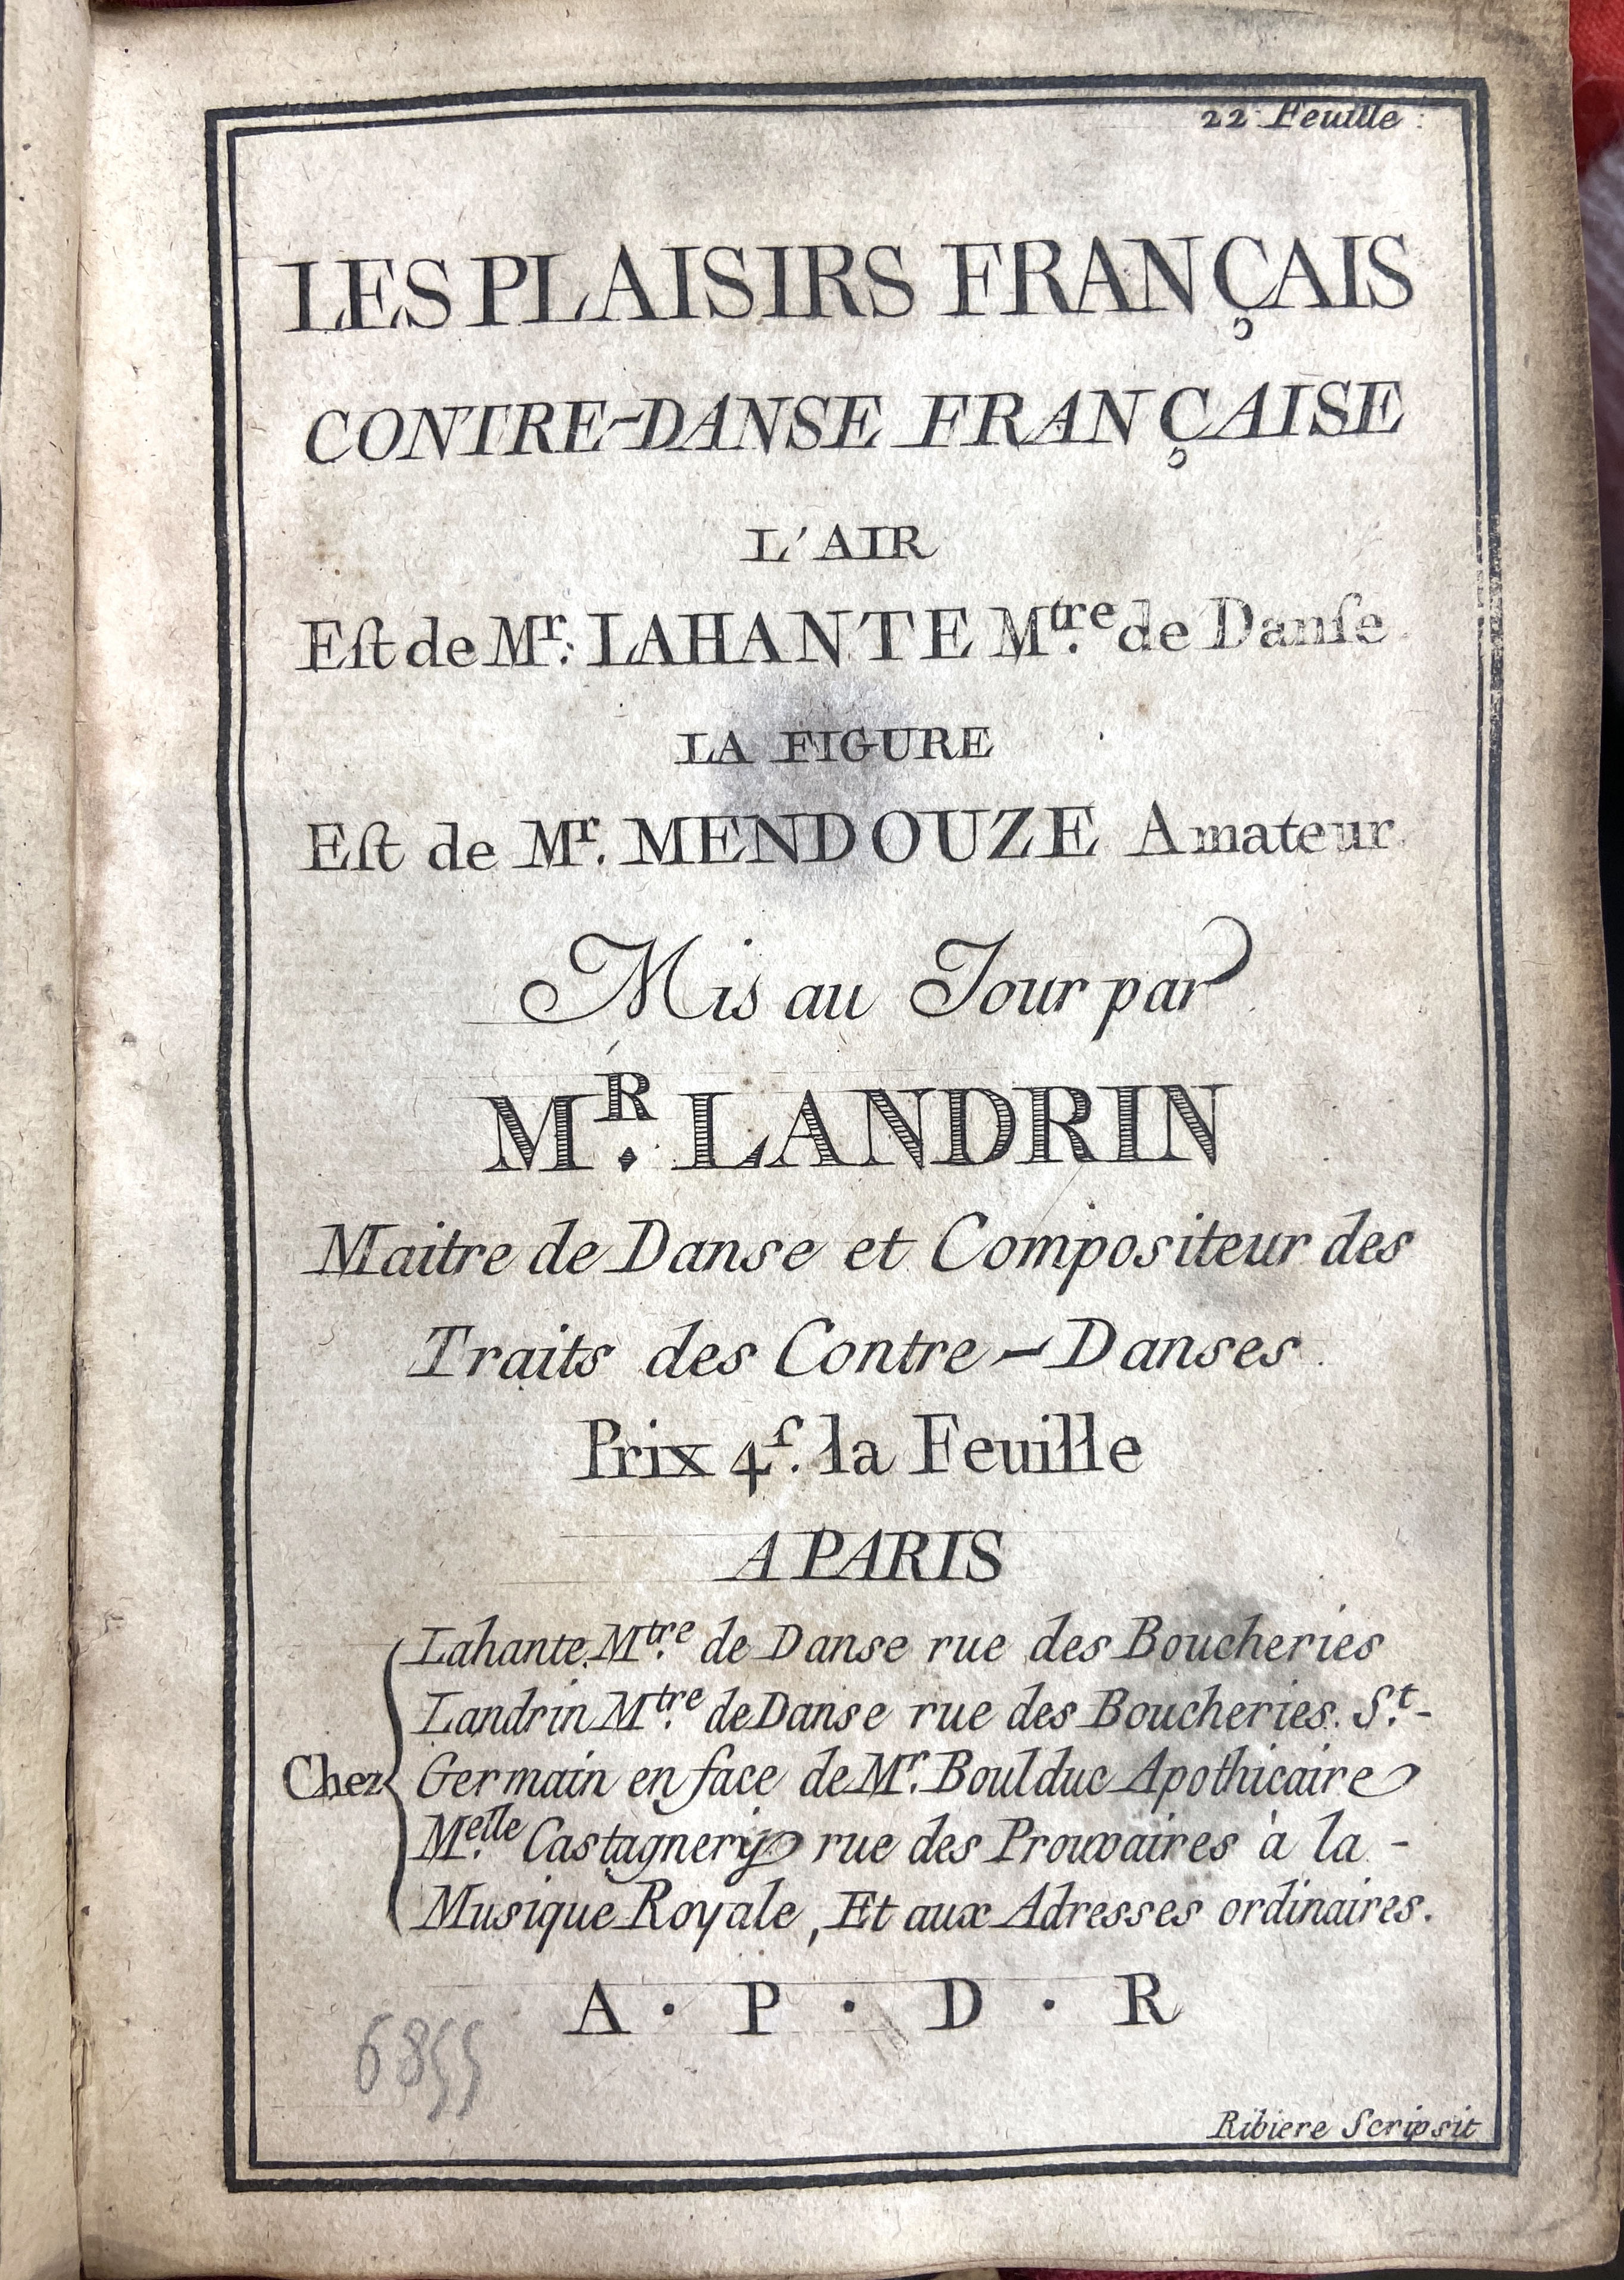 22. Feuille.
LES PLAISIRS FRANÇAIS
CONTRE-DANSE FRANÇAISE
L'AIR
Eſt de Mr. LAHANTE Mtre. de Danſe
LA FIGURE
Eſt de Mr. MENDOUZE Amateur
Mis au Jour par
MR. LANDRIN
Maitre de Danse et Compositeur des
Traits des Contre-Danses.
Prix 4ſ. la Feuille
A PARIS
Lahante Mtre. de Danse rue des Boucheries
Landrin Mtre. de Danse rue des Boucheries. St.-
Chez Germain en face de Mr. Boulduc Apothicaire
Melle. Castagnery rue des Prouvaires à la -
Musique Royale, Et aux Adresses ordinaires.
A · P · D · R
6855
Ribiere Scripsit